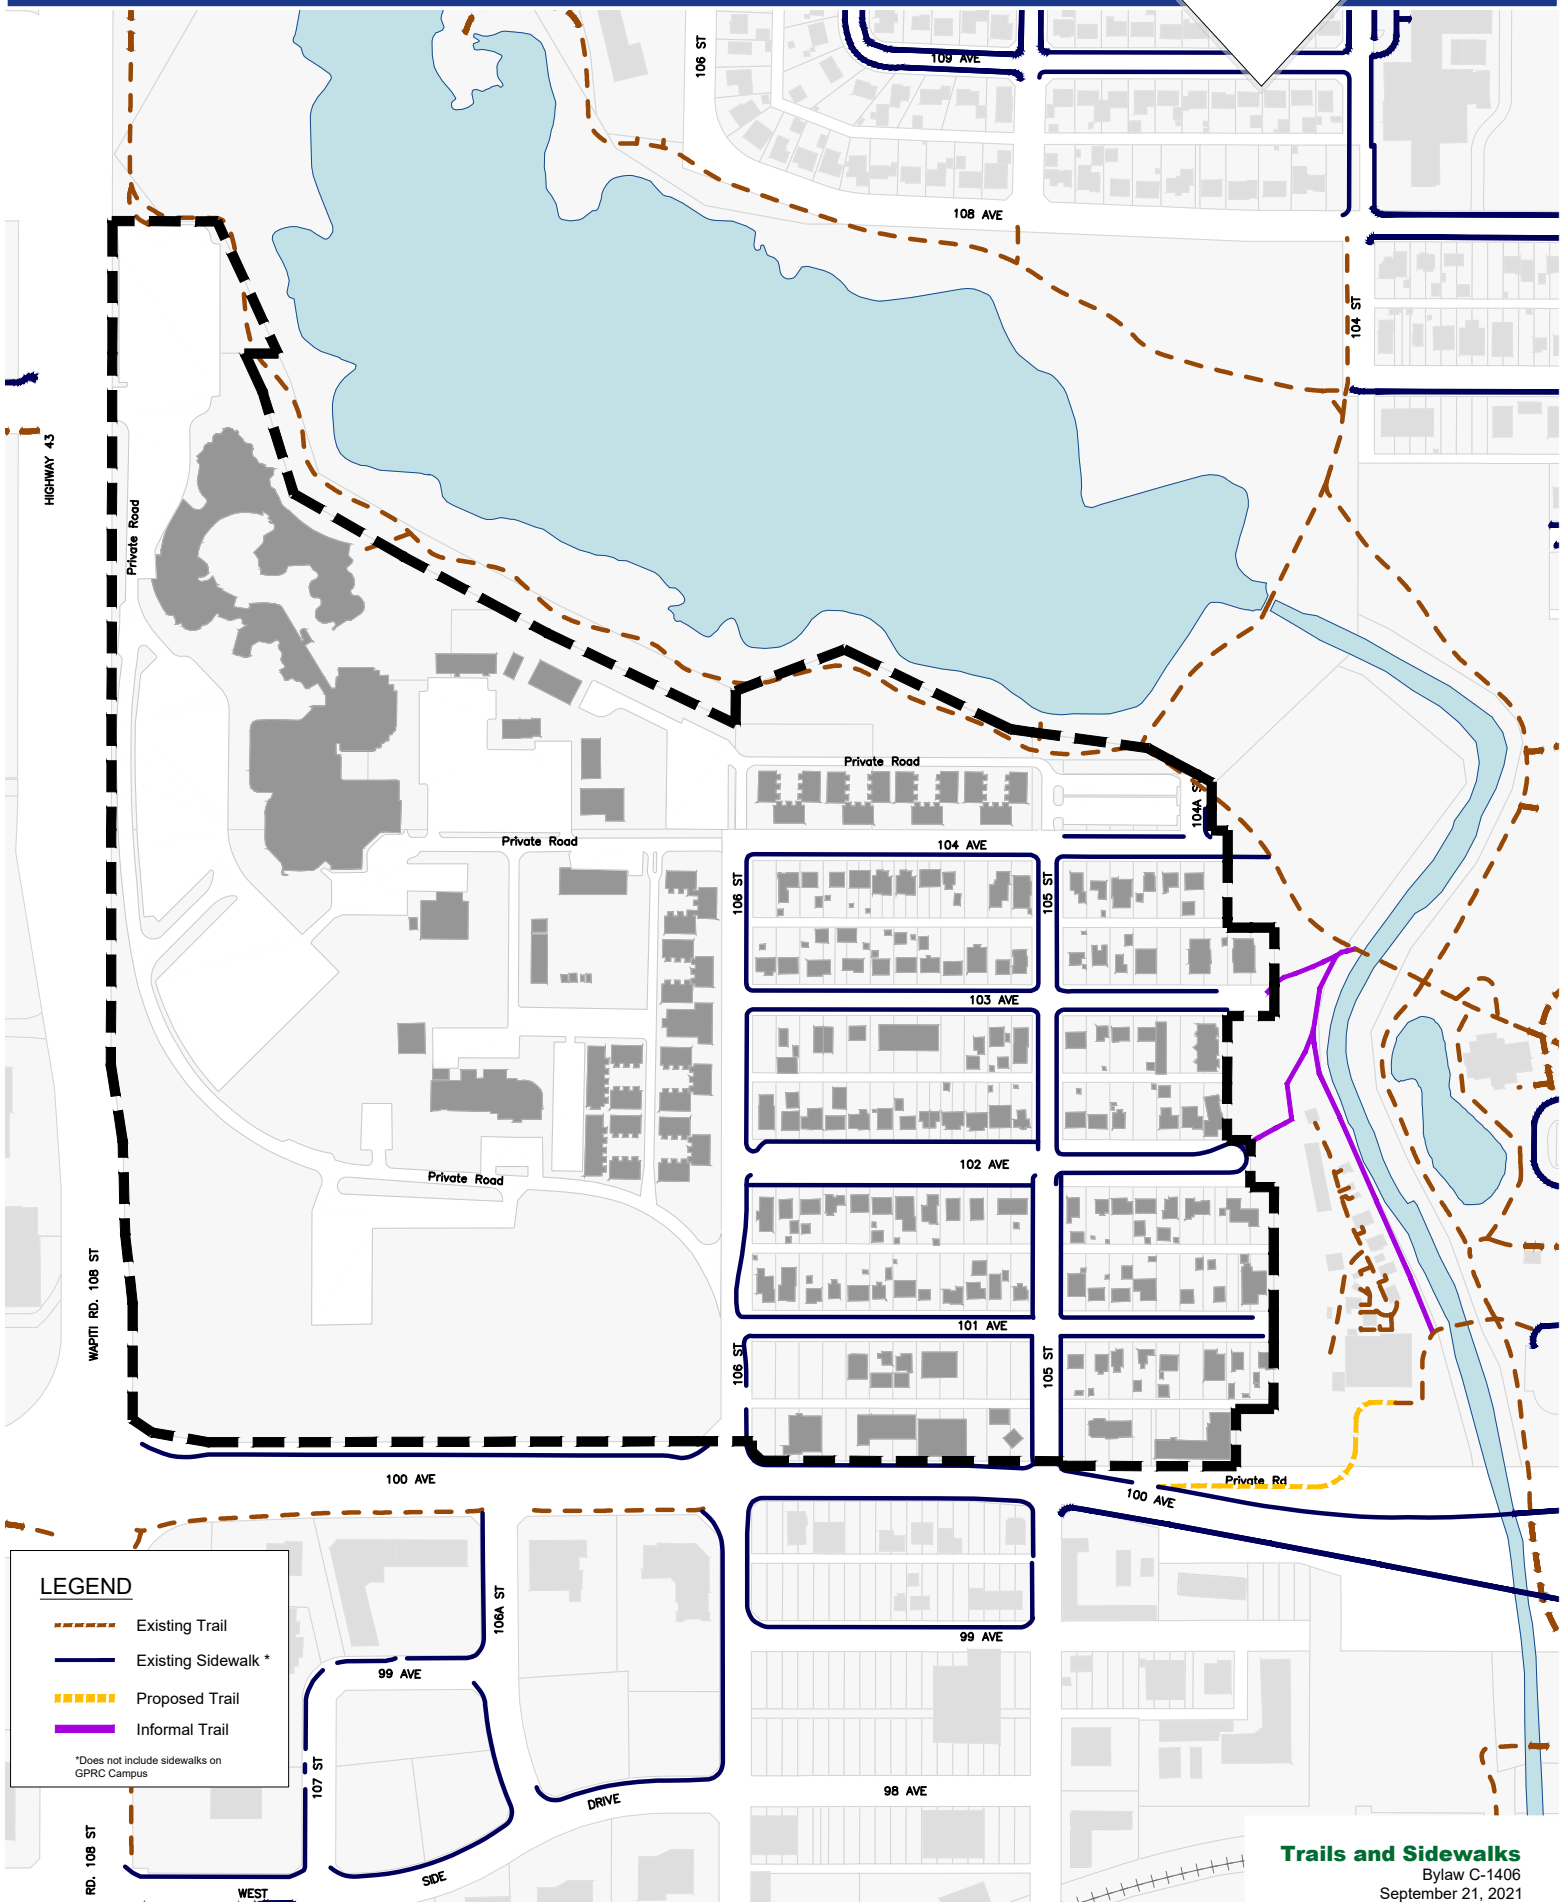 106 ST
109 AVE
108 AVE
104 ST
HIGHWAY 43
Private Road
Private Road
104A S
Private Road
104 AVE
106 ST
105 ST
103 AVE
102 AVE
Private Road
WAPITI RD. 108 ST
101 AVE
106 ST
105 ST
100 AVE
Private Rd
100 AVE
LEGEND
Existing Trail
Existing Sidewalk *
Proposed Trail
Informal Trail
*Does not include sidewalks on
GPRC Campus
106A ST
99 AVE
99 AVE
107 ST
98 AVE
DRIVE
SIDE
WEST
RD. 108 ST
Trails and Sidewalks
Bylaw C-1406
September 21, 2021